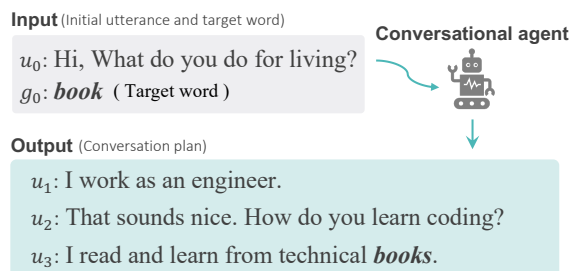 Input (Initial utterance and target word)
Conversational agent
u₀: Hi, What do you do for living?
g₀: book ( Target word )
Output (Conversation plan)
u₁: I work as an engineer.
u₂: That sounds nice. How do you learn coding?
u₃: I read and learn from technical books.